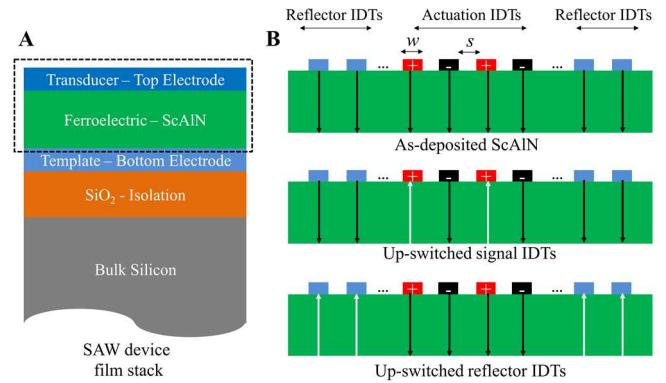 A
Transducer – Top Electrode
Ferroelectric – ScAlN
Template – Bottom Electrode
SiO2 - Isolation
Bulk Silicon
SAW device
film stack
B
Reflector IDTs Actuation IDTs Reflector IDTs
w s
... + - + - ...
As-deposited ScAlN
... + - + - ...
Up-switched signal IDTs
... + - + - ...
Up-switched reflector IDTs